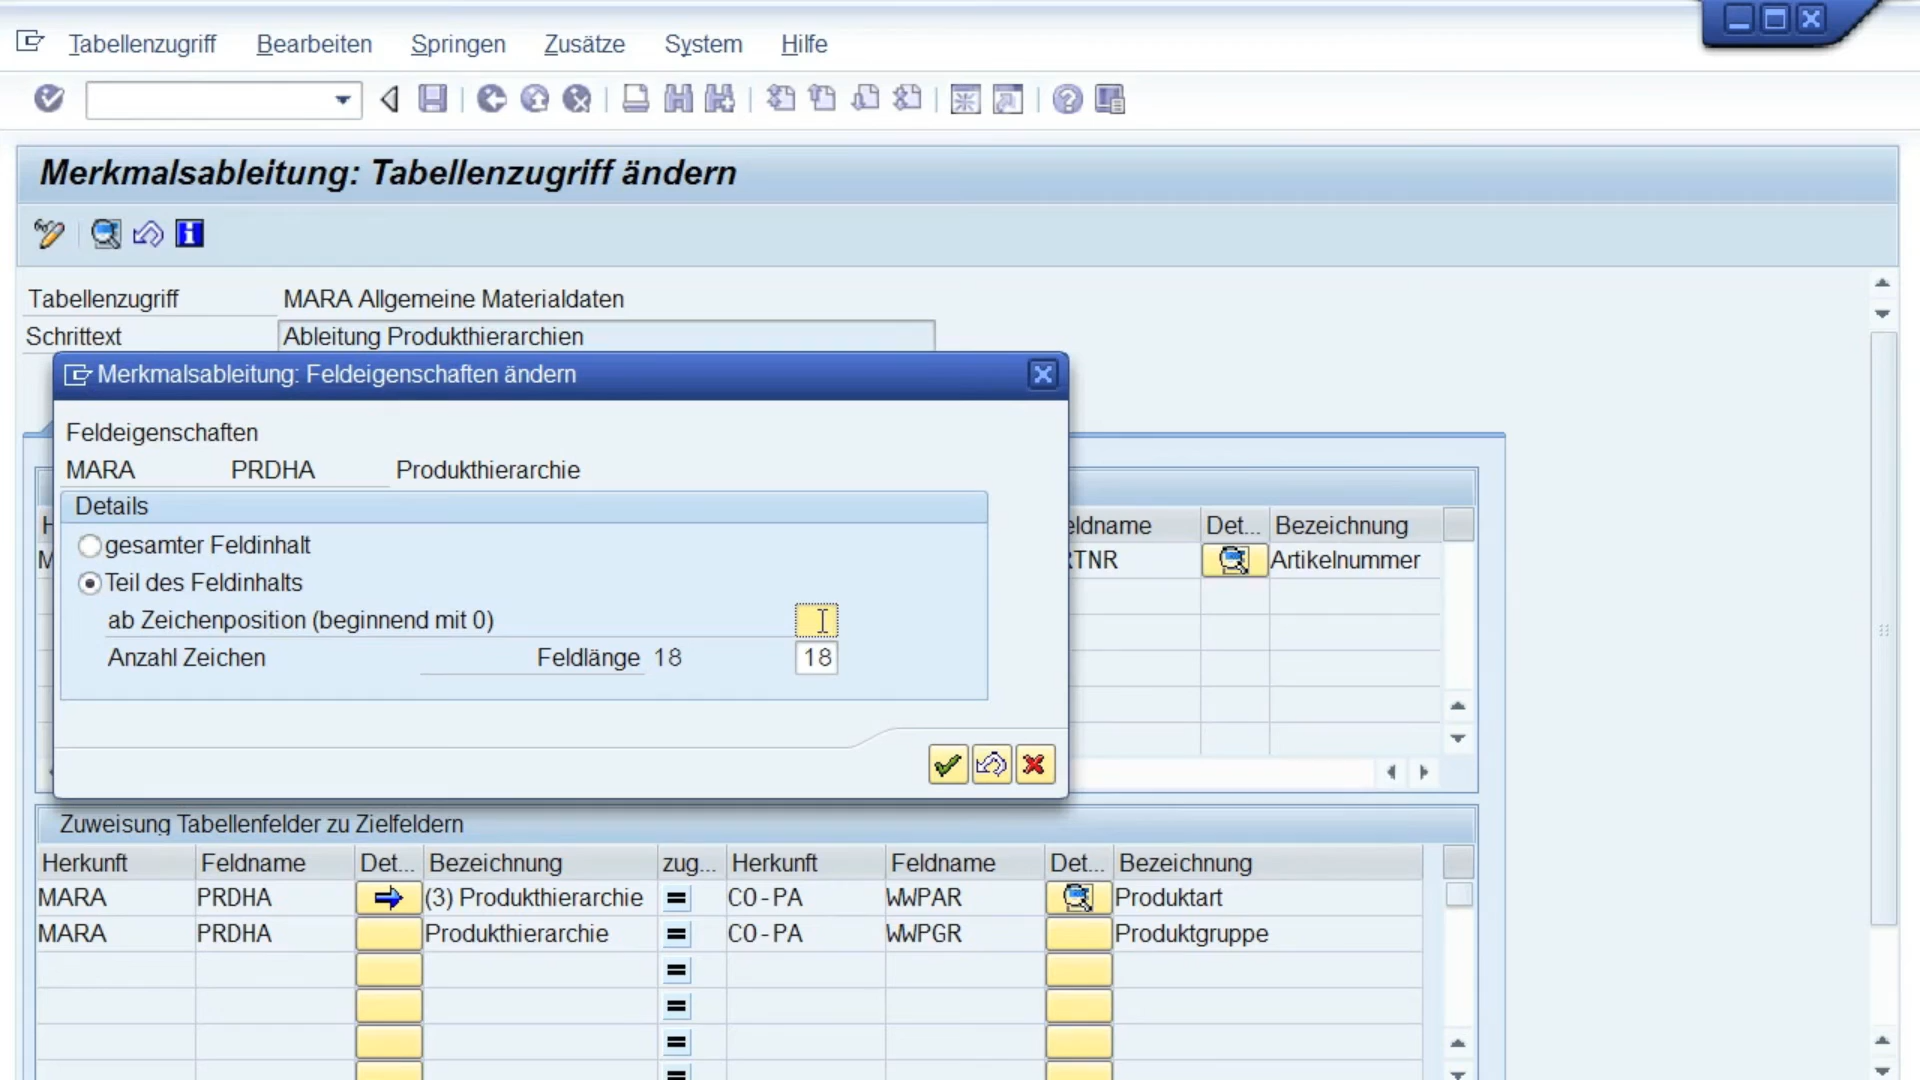 Tabellenzugriff Bearbeiten Springen Zusätze System Hilfe
Merkmalsableitung: Tabellenzugriff ändern
Tabellenzugriff MARA Allgemeine Materialdaten
Schrittext Ableitung Produkthierarchien
Merkmalsableitung: Feldeigenschaften ändern
Feldeigenschaften
MARA PRDHA Produkthierarchie
Details
gesamter Feldinhalt
Teil des Feldinhalts
ab Zeichenposition (beginnend mit 0)
Anzahl Zeichen Feldlänge 18 18
eldname Det... Bezeichnung
RTNR Artikelnummer
Zuweisung Tabellenfelder zu Zielfeldern
Herkunft Feldname Det... Bezeichnung zug... Herkunft Feldname Det... Bezeichnung
MARA PRDHA (3) Produkthierarchie = CO-PA WWPAR Produktart
MARA PRDHA Produkthierarchie = CO-PA WWPGR Produktgruppe
=
=
=
=